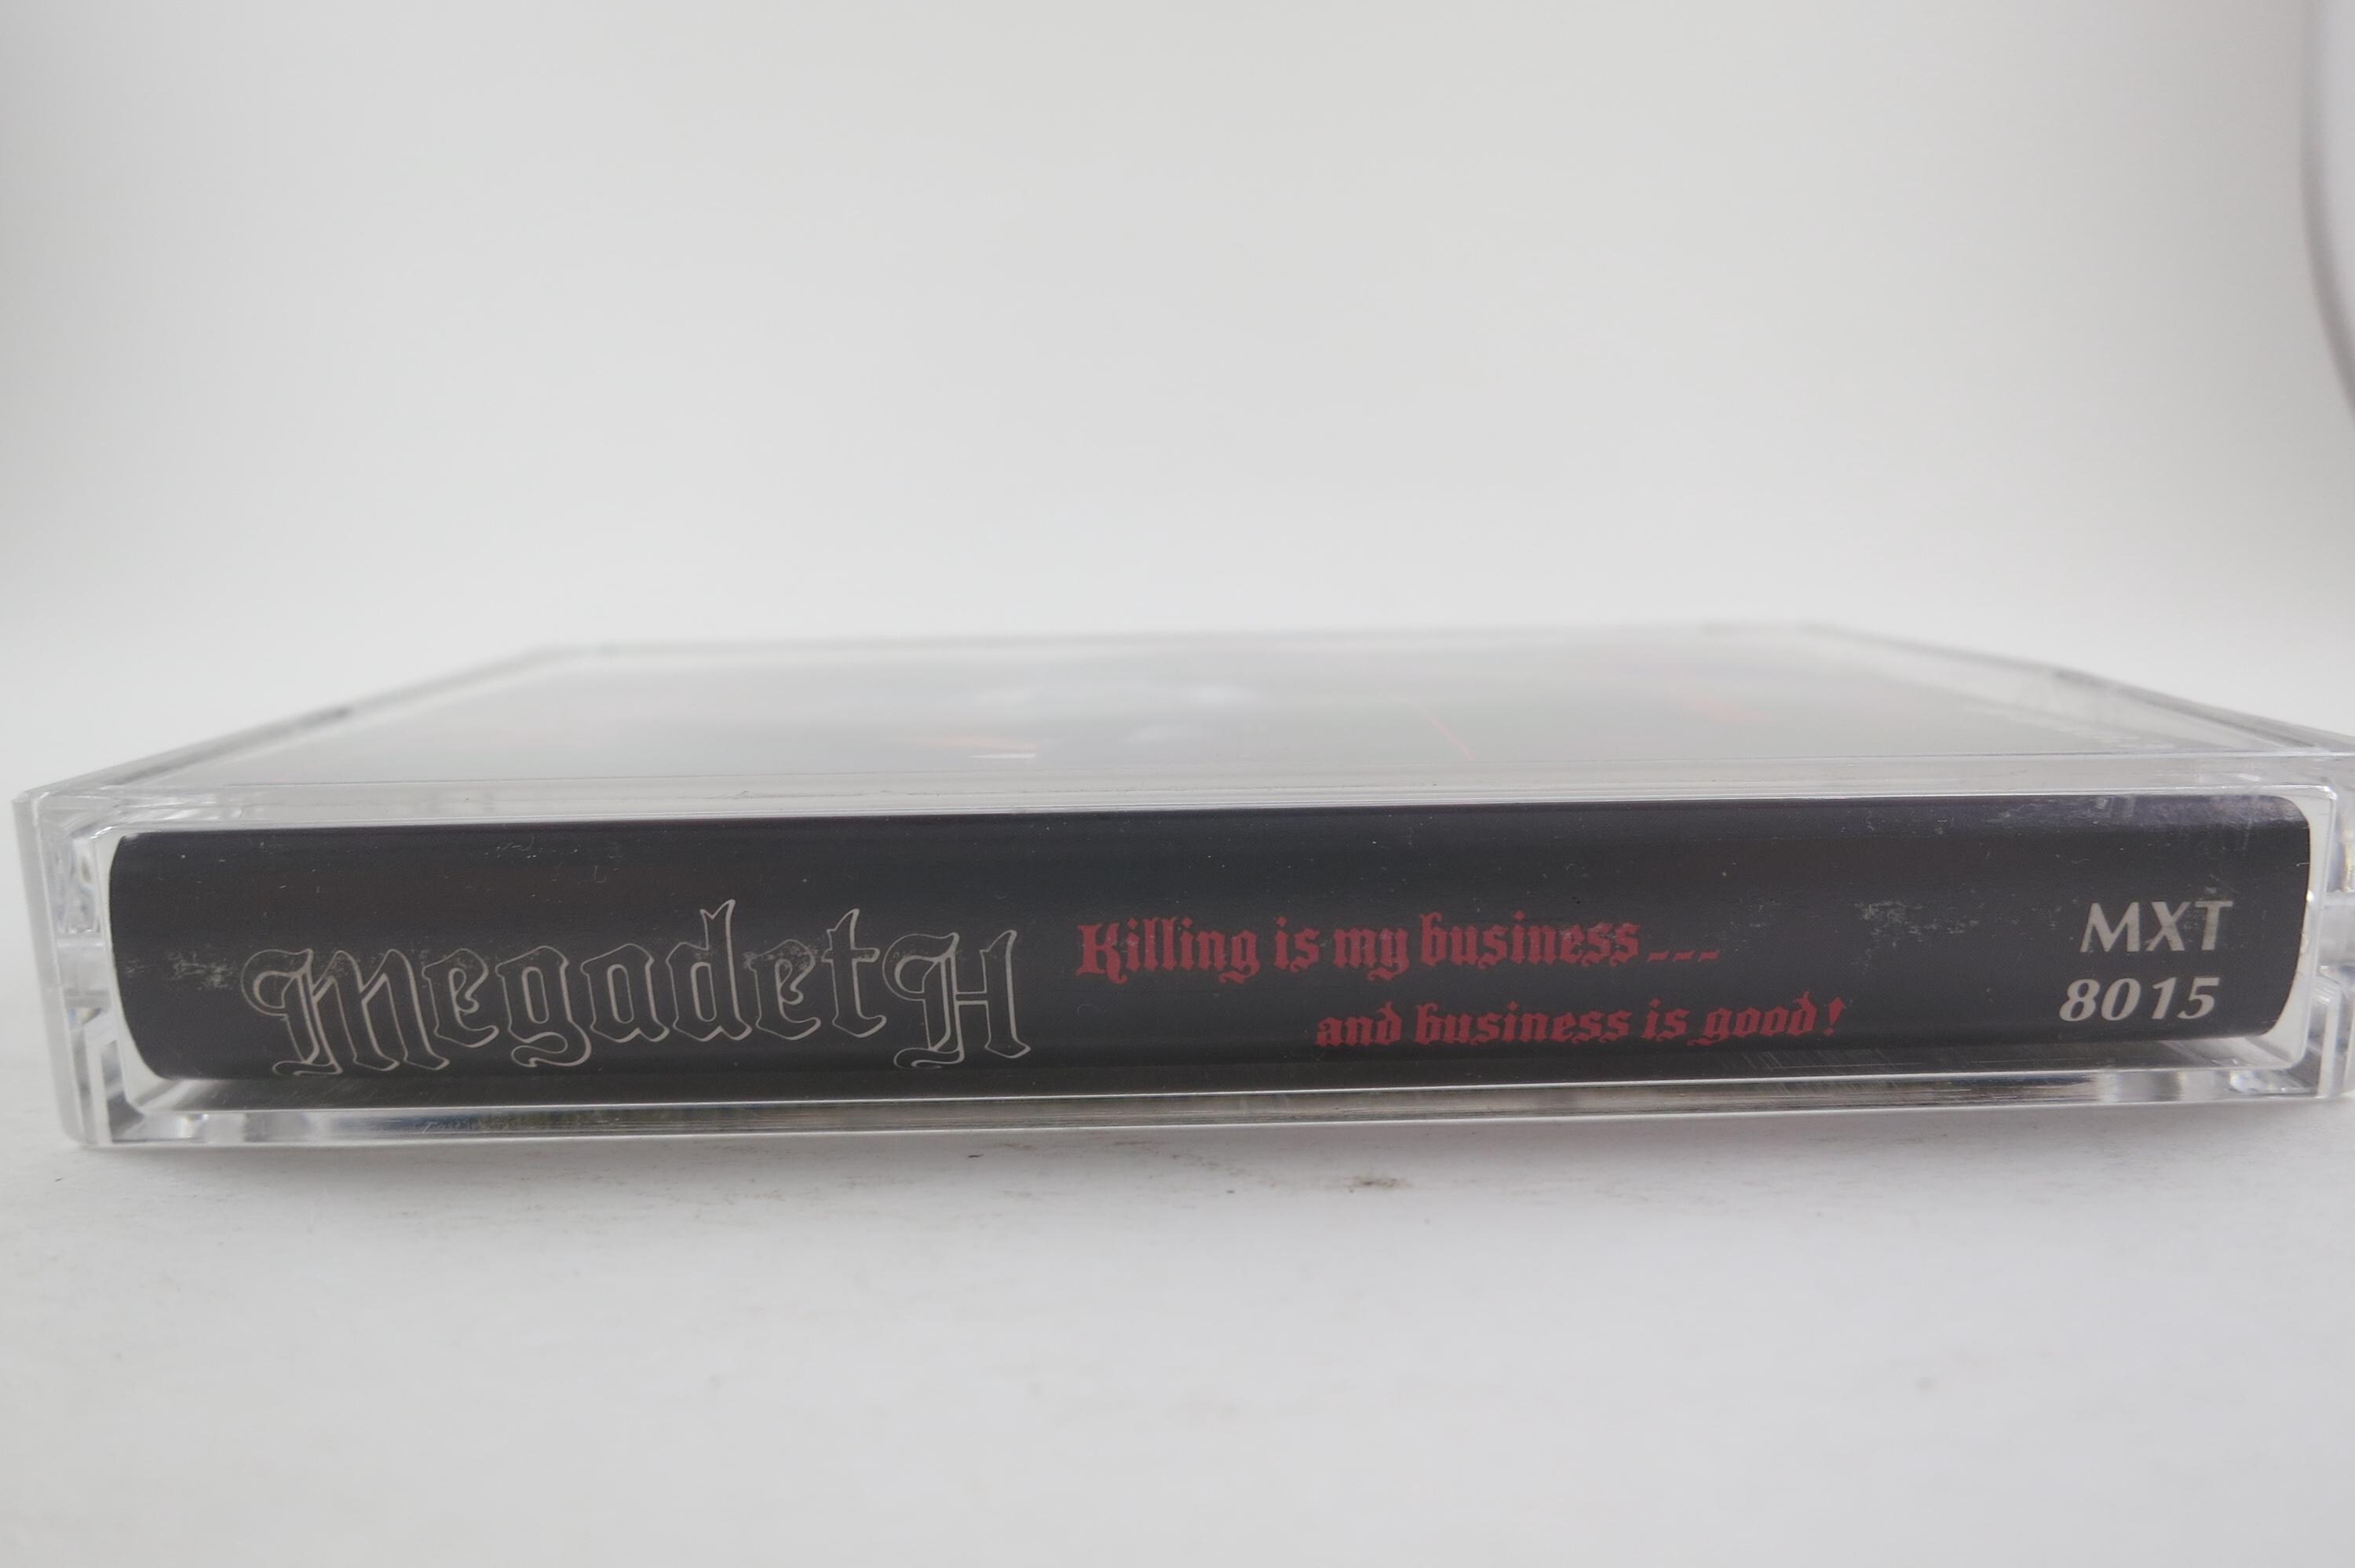 MegadetH
Killing is my business---
and business is good!
MXT
8015